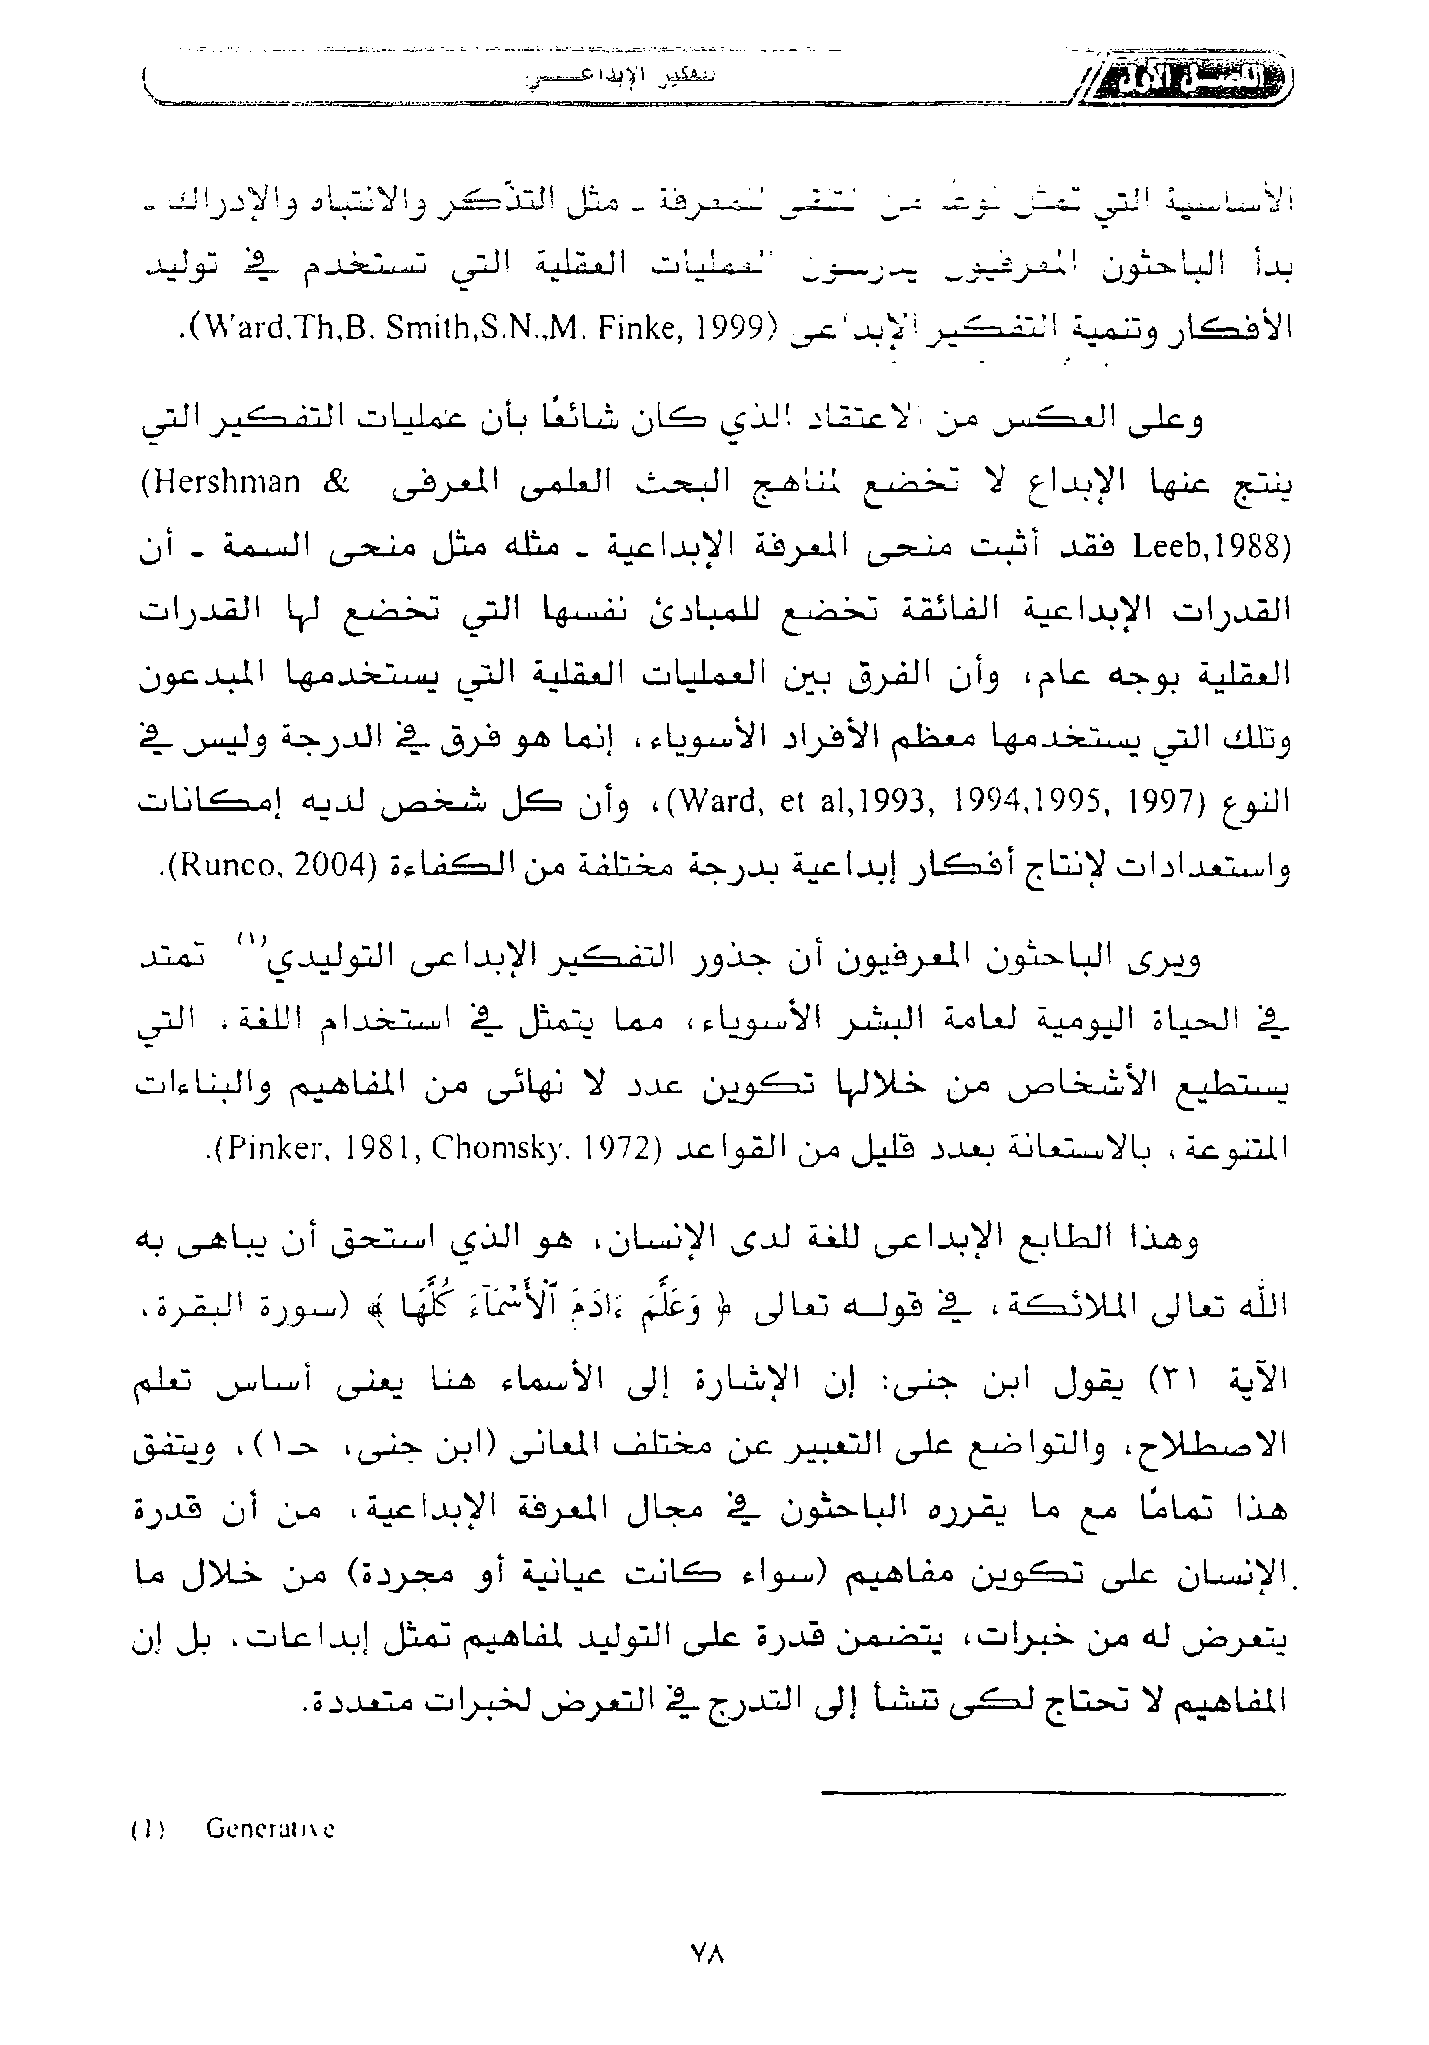 الفصل الأول
التفكير الإبداعى
الأساسية التي تمثل نوعًا من التلقى للمعرفة - مثل التذكر والانتباه والإدراك -
بدأ الباحثون المعرفيون يدرسون العمليات العقلية التي تستخدم في توليد
الأفكار وتنمية التفكير الإبداعى (Ward,Th,B. Smith,S.N.,M. Finke, 1999).
وعلى العكس من الاعتقاد الذي كان شائعًا بأن عمليات التفكير التي
ينتج عنها الإبداع لا تخضع لمناهج البحث العلمى المعرفى (Hershman &
Leeb,1988) فقد أثبت منحى المعرفة الإبداعية - مثله مثل منحى السمة - أن
القدرات الإبداعية الفائقة تخضع للمبادئ نفسها التي تخضع لها القدرات
العقلية بوجه عام، وأن الفرق بين العمليات العقلية التي يستخدمها المبدعون
وتلك التي يستخدمها معظم الأفراد الأسوياء، إنما هو فرق في الدرجة وليس في
النوع (Ward, et al,1993, 1994,1995, 1997)، وأن كل شخص لديه إمكانات
واستعدادات لإنتاج أفكار إبداعية بدرجة مختلفة من الكفاءة (Runco, 2004).
ويرى الباحثون المعرفيون أن جذور التفكير الإبداعى التوليدي(١) تمتد
في الحياة اليومية لعامة البشر الأسوياء، مما يتمثل في استخدام اللغة، التي
يستطيع الأشخاص من خلالها تكوين عدد لا نهائى من المفاهيم والبناءات
المتنوعة، بالاستعانة بعدد قليل من القواعد (Pinker, 1981, Chomsky. 1972).
وهذا الطابع الإبداعى للغة لدى الإنسان، هو الذي استحق أن يباهى به
الله تعالى الملائكة، في قوله تعالى ﴿ وَعَلَّمَ ءَادَمَ ٱلْأَسْمَآءَ كُلَّهَا ﴾ (سورة البقرة،
الآية ٣١) يقول ابن جنى: إن الإشارة إلى الأسماء هنا يعنى أساس تعلم
الاصطلاح، والتواضع على التعبير عن مختلف المعانى (ابن جنى، حـ١)، ويتفق
هذا تمامًا مع ما يقرره الباحثون في مجال المعرفة الإبداعية، من أن قدرة
الإنسان على تكوين مفاهيم (سواء كانت عيانية أو مجردة) من خلال ما
يتعرض له من خبرات، يتضمن قدرة على التوليد لمفاهيم تمثل إبداعات، بل إن
المفاهيم لا تحتاج لكى تنشأ إلى التدرج في التعرض لخبرات متعددة.
(1) Generative
٧٨